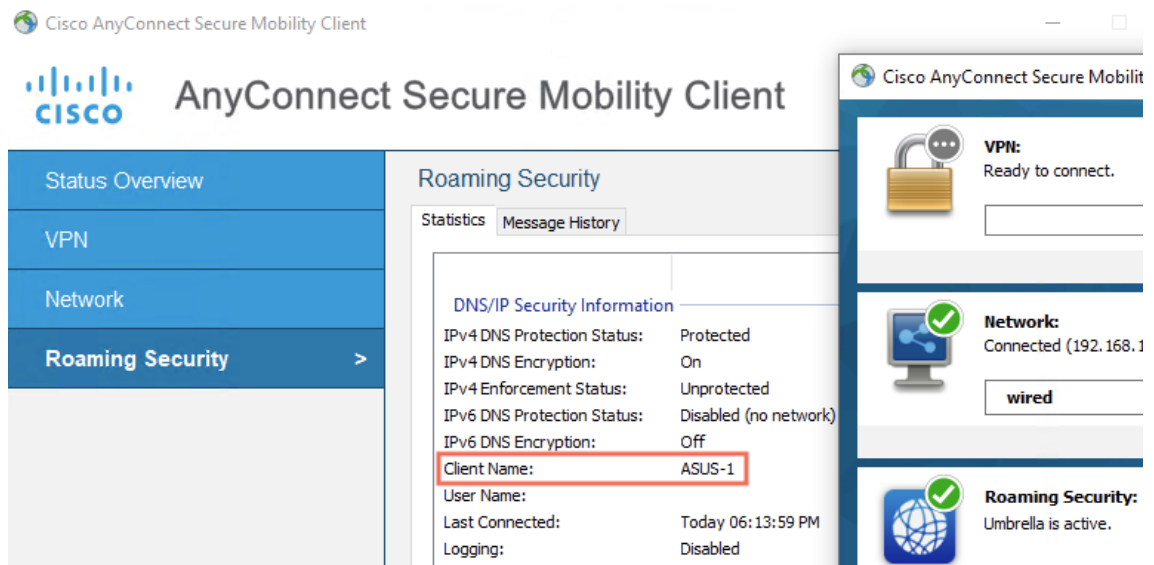 Cisco AnyConnect Secure Mobility Client
CISCO
AnyConnect Secure Mobility Client
Status Overview
VPN
Network
Roaming Security >
Roaming Security
Statistics Message History
DNS/IP Security Information
IPv4 DNS Protection Status: Protected
IPv4 DNS Encryption: On
IPv4 Enforcement Status: Unprotected
IPv6 DNS Protection Status: Disabled (no network)
IPv6 DNS Encryption: Off
Client Name: ASUS-1
User Name:
Last Connected: Today 06:13:59 PM
Logging: Disabled
Cisco AnyConnect Secure Mobilit
VPN:
Ready to connect.
Network:
Connected (192.168.1
wired
Roaming Security:
Umbrella is active.